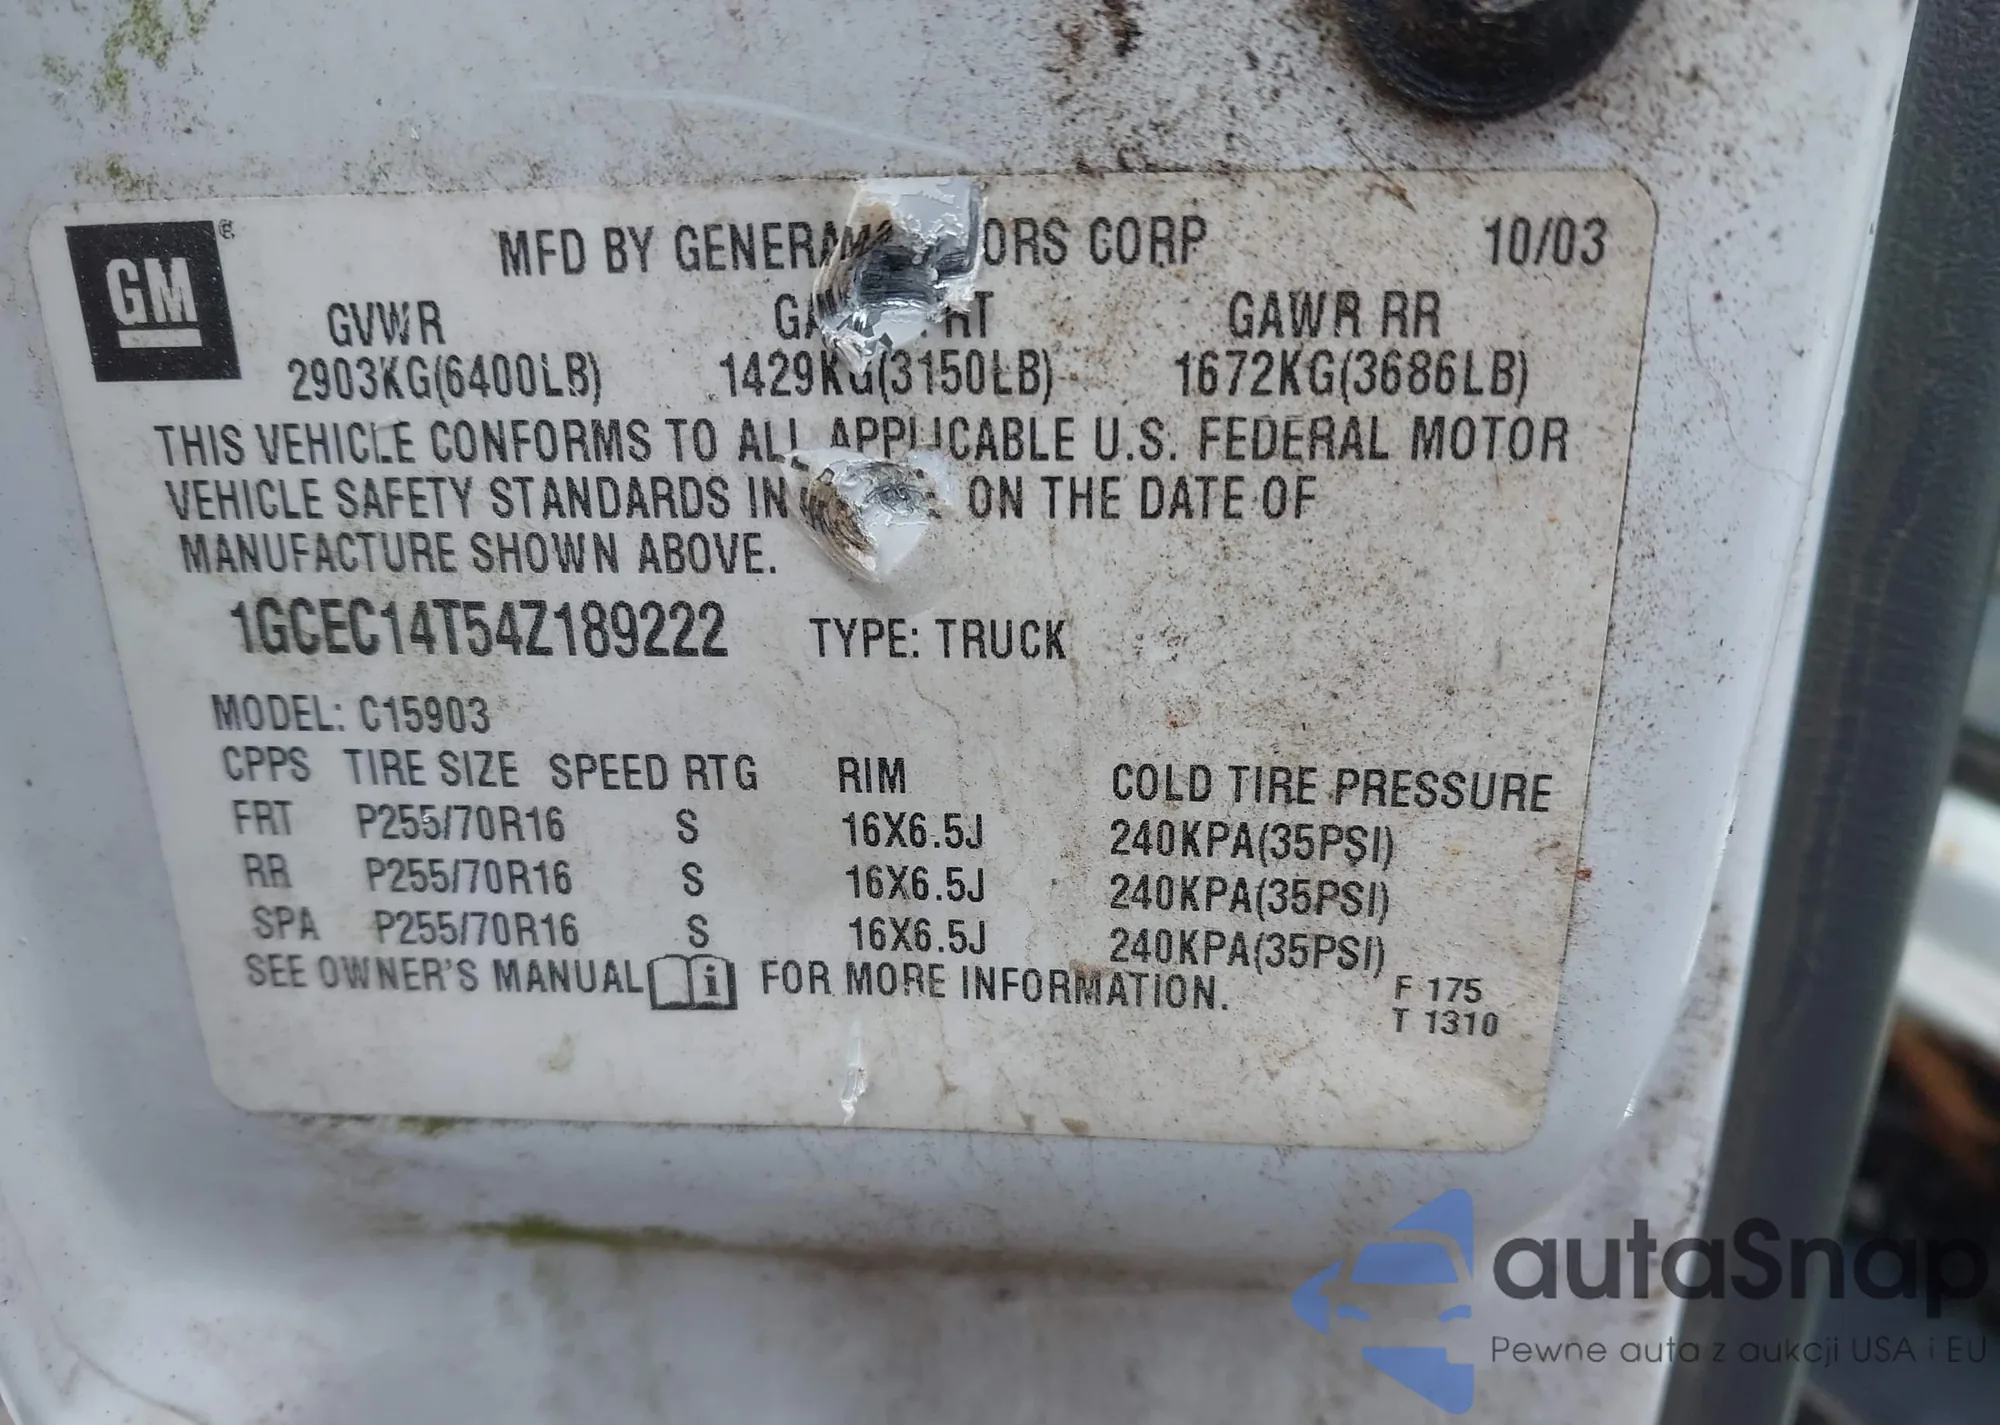 GM ®
MFD BY GENERAL MOTORS CORP 10/03
GVWR GAWR FRT GAWR RR
2903KG(6400LB) 1429KG(3150LB) 1672KG(3686LB)
THIS VEHICLE CONFORMS TO ALL APPLICABLE U.S. FEDERAL MOTOR
VEHICLE SAFETY STANDARDS IN ON THE DATE OF
MANUFACTURE SHOWN ABOVE.
1GCEC14T54Z189222 TYPE: TRUCK
MODEL: C15903
CPPS TIRE SIZE SPEED RTG RIM COLD TIRE PRESSURE
FRT P255/70R16 S 16X6.5J 240KPA(35PSI)
RR P255/70R16 S 16X6.5J 240KPA(35PSI)
SPA P255/70R16 S 16X6.5J 240KPA(35PSI)
SEE OWNER'S MANUAL FOR MORE INFORMATION.
F 175
T 1310
autaSnap
Pewne auta z aukcji USA i EU